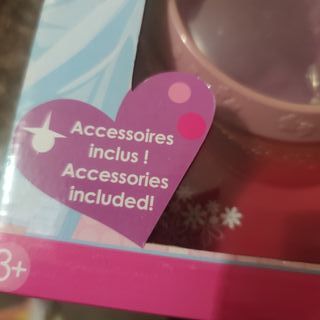 Accessoires
inclus !
Accessories
included!
3+